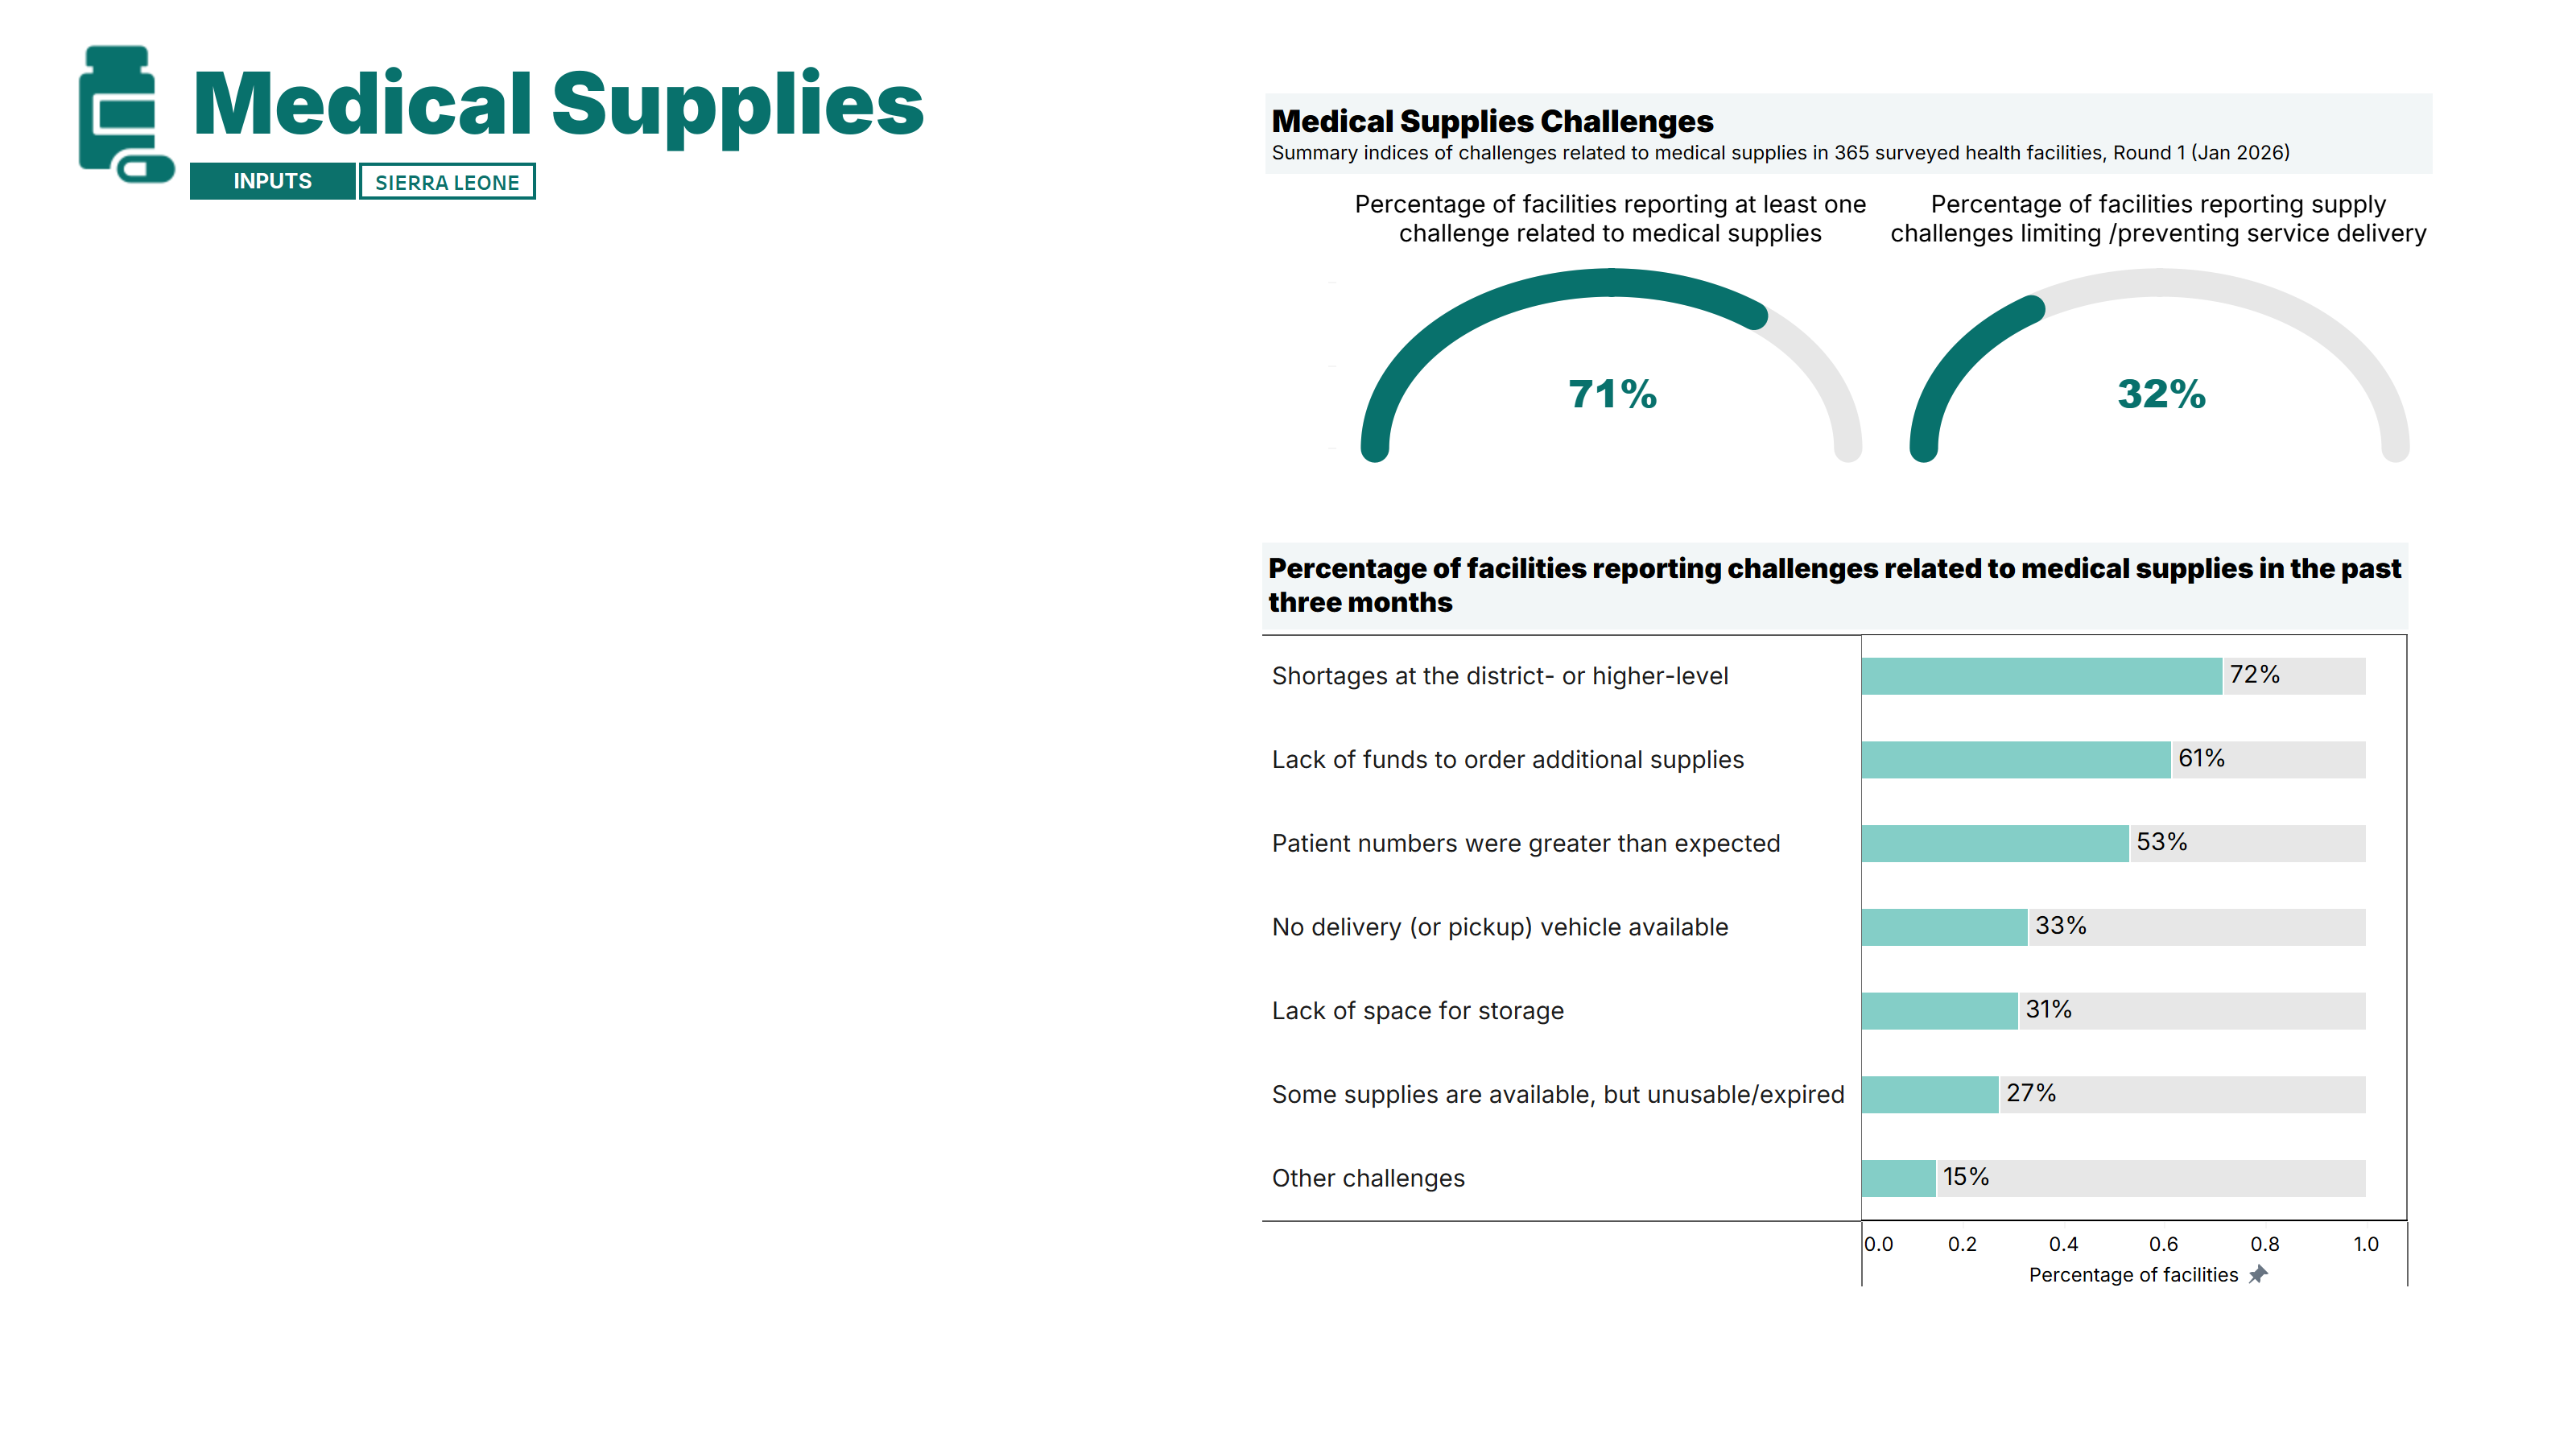 Medical Supplies
INPUTS
SIERRA LEONE
Medical Supplies Challenges
Summary indices of challenges related to medical supplies in 365 surveyed health facilities, Round 1 (Jan 2026)
Percentage of facilities reporting at least one
challenge related to medical supplies
71%
Percentage of facilities reporting supply
challenges limiting /preventing service delivery
32%
Percentage of facilities reporting challenges related to medical supplies in the past
three months
Shortages at the district- or higher-level
72%
Lack of funds to order additional supplies
61%
Patient numbers were greater than expected
53%
No delivery (or pickup) vehicle available
33%
Lack of space for storage
31%
Some supplies are available, but unusable/expired
27%
Other challenges
15%
0.0 0.2 0.4 0.6 0.8 1.0
Percentage of facilities